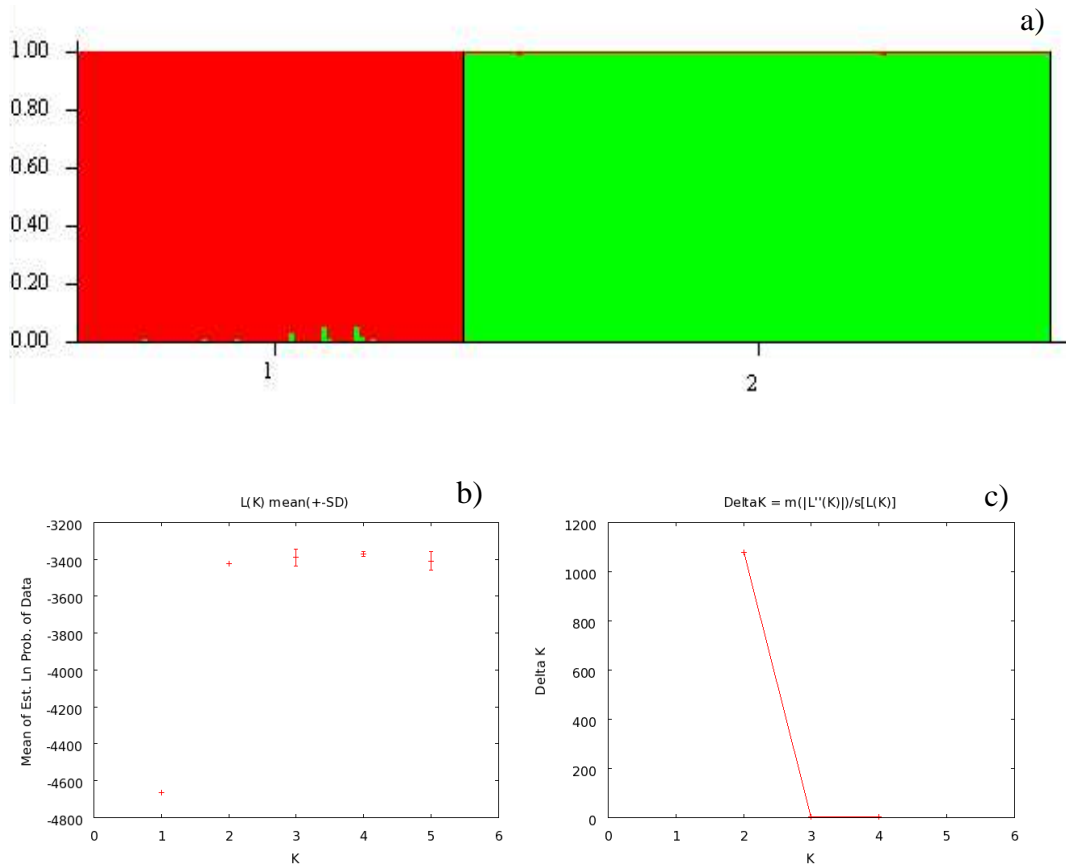 a)
1.00
0.80
0.60
0.40
0.20
0.00
1
2
b)
L(K) mean(+-SD)
Mean of Est. Ln Prob. of Data
-3200
-3400
-3600
-3800
-4000
-4200
-4400
-4600
-4800
0 1 2 3 4 5 6
K
c)
DeltaK = m(|L''(K)|)/s[L(K)]
Delta K
1200
1000
800
600
400
200
0
0 1 2 3 4 5 6
K